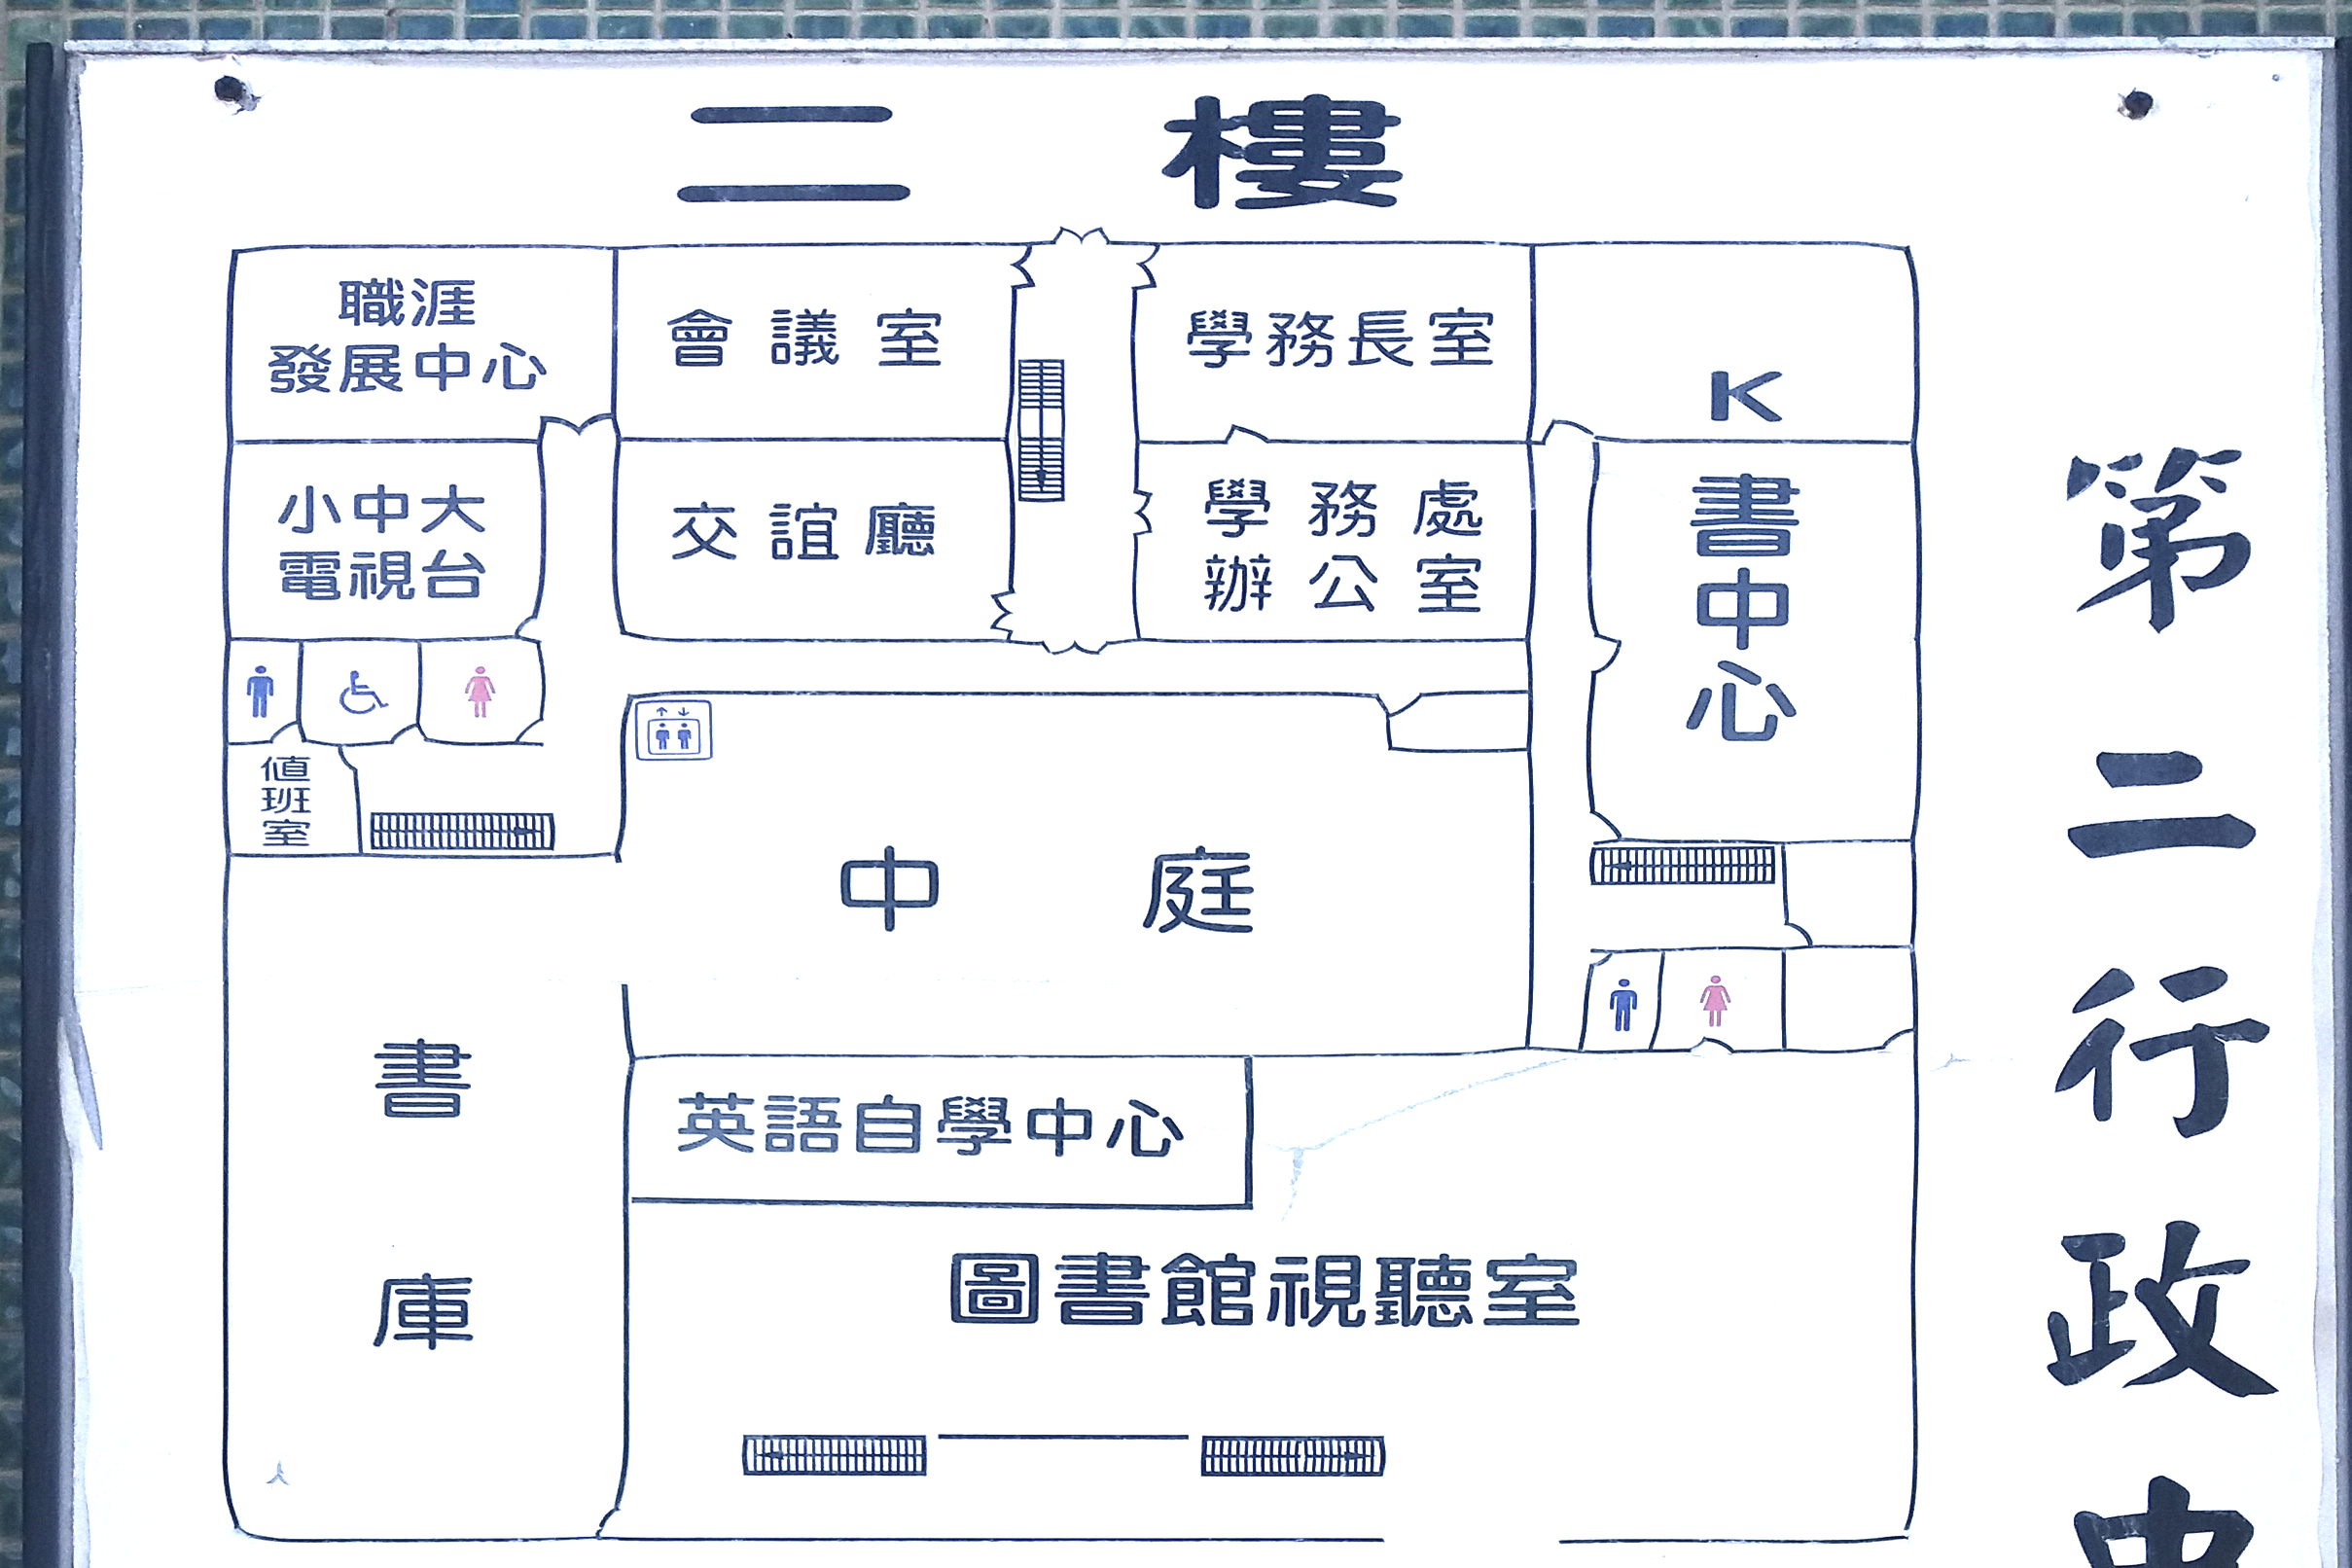 二樓
職涯
發展中心
會議室
學務長室
K
書
中
心
小中大
電視台
交誼廳
學務處
辦公室
值
班
室
中庭
書
庫
英語自學中心
圖書館視聽室
第
二
行
政